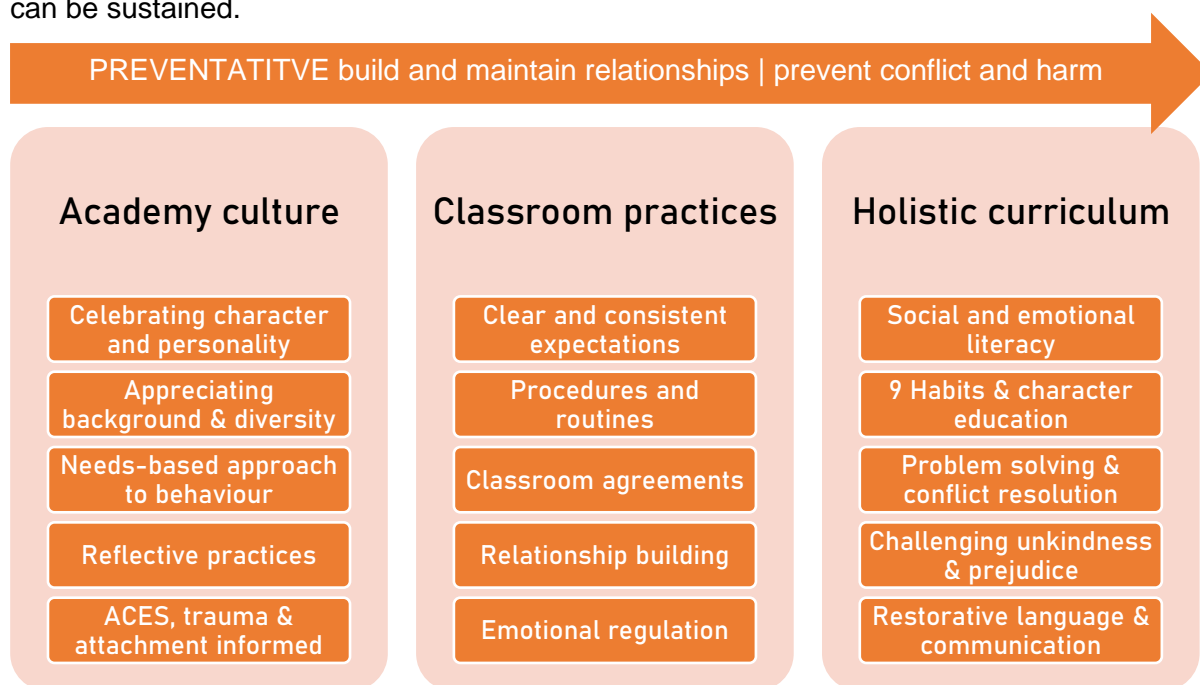 can be sustained.
PREVENTATITVE build and maintain relationships | prevent conflict and harm
Academy culture
Celebrating character
and personality
Appreciating
background & diversity
Needs-based approach
to behaviour
Reflective practices
ACES, trauma &
attachment informed
Classroom practices
Clear and consistent
expectations
Procedures and
routines
Classroom agreements
Relationship building
Emotional regulation
Holistic curriculum
Social and emotional
literacy
9 Habits & character
education
Problem solving &
conflict resolution
Challenging unkindness
& prejudice
Restorative language &
communication